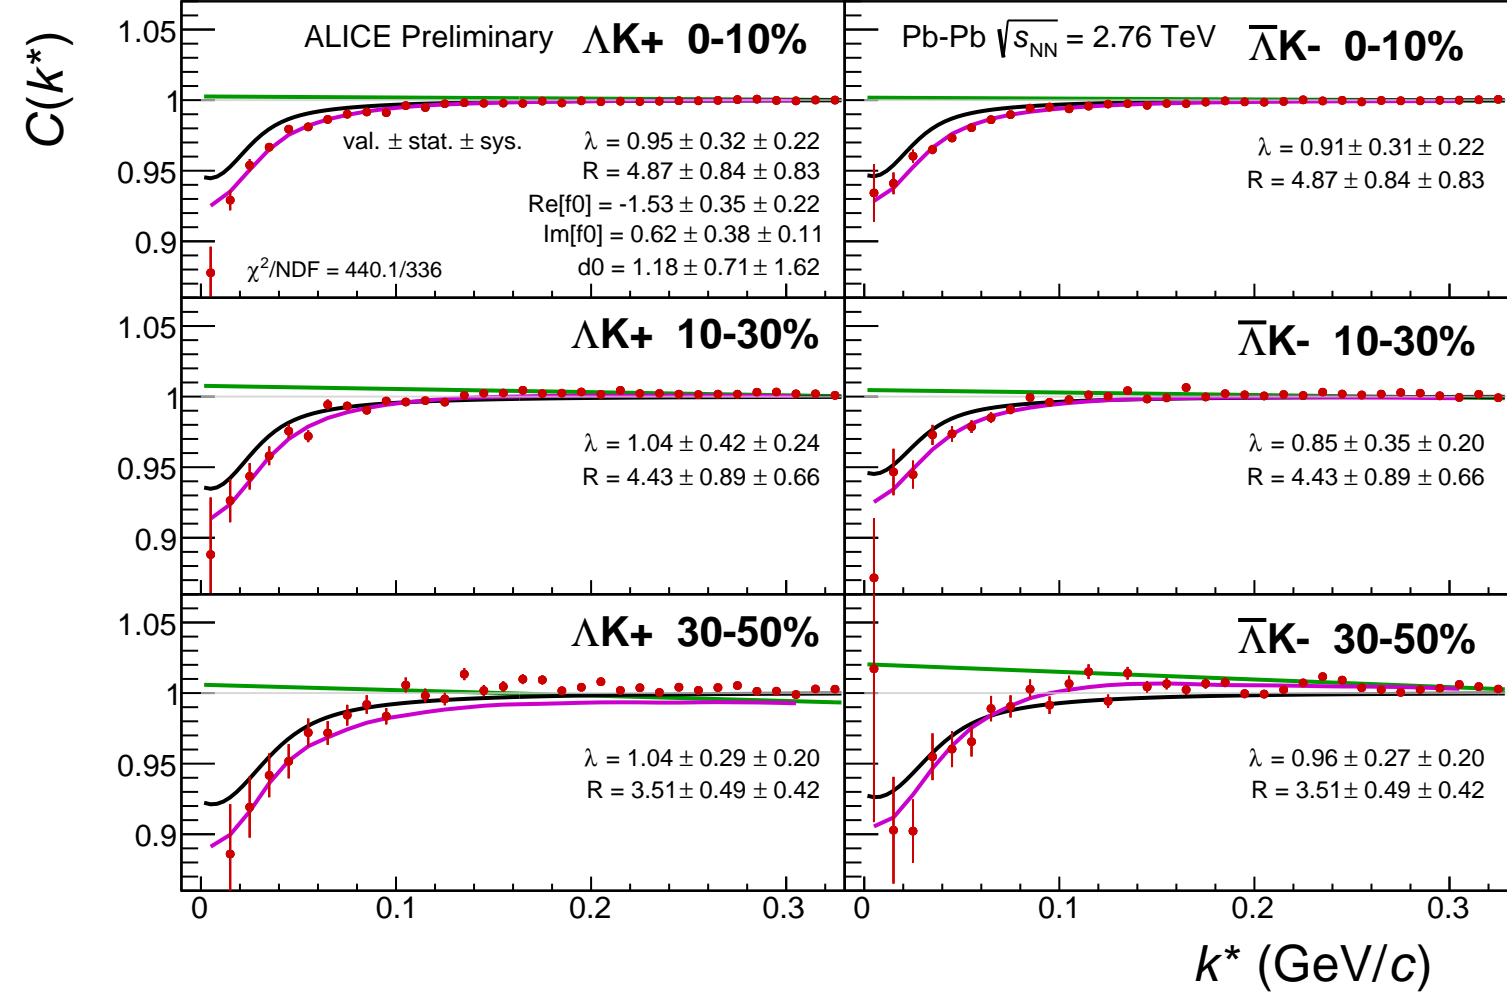 C(k*)
ALICE Preliminary ΛK+ 0-10%
1.05
1
0.95
0.9
val. ± stat. ± sys.
λ = 0.95 ± 0.32 ± 0.22
R = 4.87 ± 0.84 ± 0.83
Re[f0] = -1.53 ± 0.35 ± 0.22
Im[f0] = 0.62 ± 0.38 ± 0.11
χ²/NDF = 440.1/336
d0 = 1.18 ± 0.71 ± 1.62
Pb-Pb √sNN = 2.76 TeV Λ̅K- 0-10%
λ = 0.91 ± 0.31 ± 0.22
R = 4.87 ± 0.84 ± 0.83
ΛK+ 10-30%
1.05
1
0.95
0.9
λ = 1.04 ± 0.42 ± 0.24
R = 4.43 ± 0.89 ± 0.66
Λ̅K- 10-30%
λ = 0.85 ± 0.35 ± 0.20
R = 4.43 ± 0.89 ± 0.66
ΛK+ 30-50%
1.05
1
0.95
0.9
λ = 1.04 ± 0.29 ± 0.20
R = 3.51 ± 0.49 ± 0.42
Λ̅K- 30-50%
λ = 0.96 ± 0.27 ± 0.20
R = 3.51 ± 0.49 ± 0.42
0 0.1 0.2 0.3
0 0.1 0.2 0.3
k* (GeV/c)